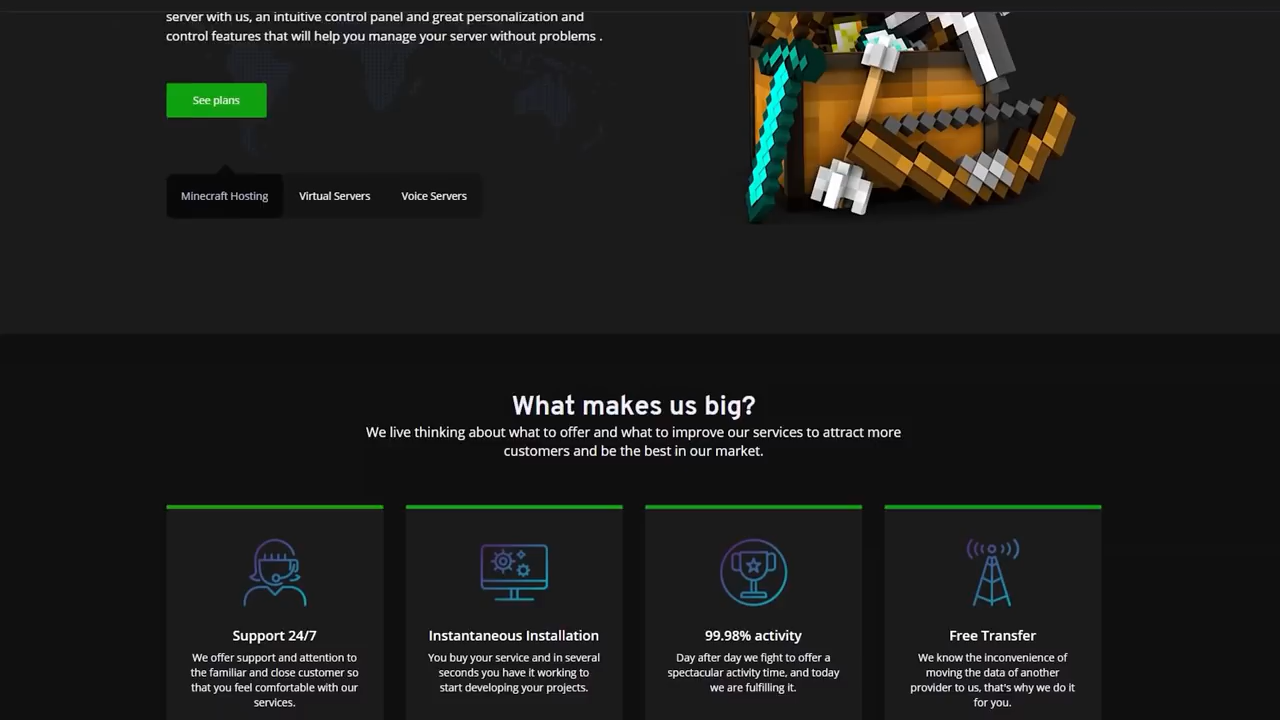 server with us, an intuitive control panel and great personalization and
control features that will help you manage your server without problems .
See plans
Minecraft Hosting
Virtual Servers
Voice Servers
What makes us big?
We live thinking about what to offer and what to improve our services to attract more
customers and be the best in our market.
Support 24/7
We offer support and attention to
the familiar and close customer so
that you feel comfortable with our
services.
Instantaneous Installation
You buy your service and in several
seconds you have it working to
start developing your projects.
99.98% activity
Day after day we fight to offer a
spectacular activity time, and today
we are fulfilling it.
Free Transfer
We know the inconvenience of
moving the data of another
provider to us, that's why we do it
for you.